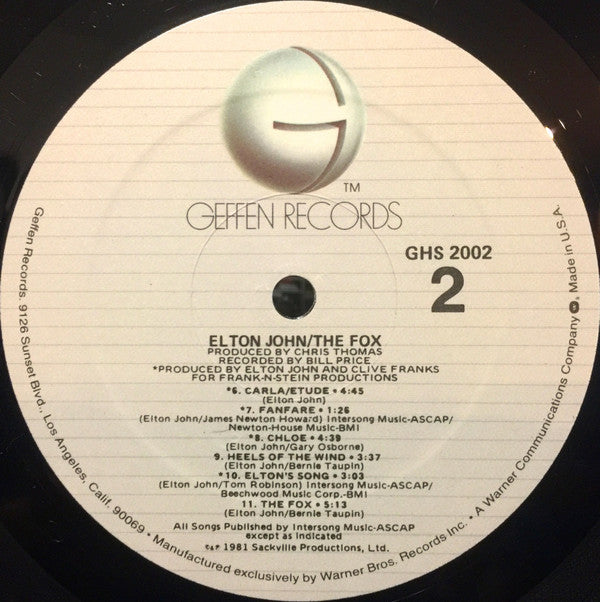 TM
GEFFEN RECORDS
GHS 2002
2
ELTON JOHN/THE FOX
PRODUCED BY CHRIS THOMAS
RECORDED BY BILL PRICE
*PRODUCED BY ELTON JOHN AND CLIVE FRANKS
FOR FRANK-N-STEIN PRODUCTIONS
*6. CARLA/ETUDE • 4:45
(Elton John)
*7. FANFARE • 1:26
(Elton John/James Newton Howard) Intersong Music-ASCAP/
Newton-House Music-BMI
*8. CHLOE • 4:39
(Elton John/Gary Osborne)
9. HEELS OF THE WIND • 3:37
(Elton John/Bernie Taupin)
*10. ELTON'S SONG • 3:03
(Elton John/Tom Robinson) Intersong Music-ASCAP/
Beechwood Music Corp.-BMI
11. THE FOX • 5:13
(Elton John/Bernie Taupin)
All Songs Published by Intersong Music-ASCAP
except as indicated
©℗ 1981 Sackville Productions, Ltd.
Geffen Records. 9126 Sunset Blvd., Los Angeles, Calif. 90069 • Manufactured exclusively by Warner Bros. Records Inc. • A Warner Communications Company. Made in U.S.A.